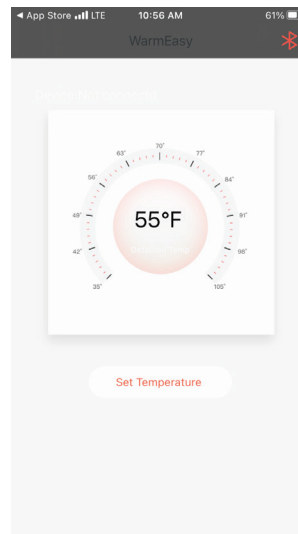 ◀ App Store LTE 10:56 AM 61%
WarmEasy
70°
63° 77°
56° 84°
49° 91°
42° 98°
35° 105°
55°F
Set Temperature